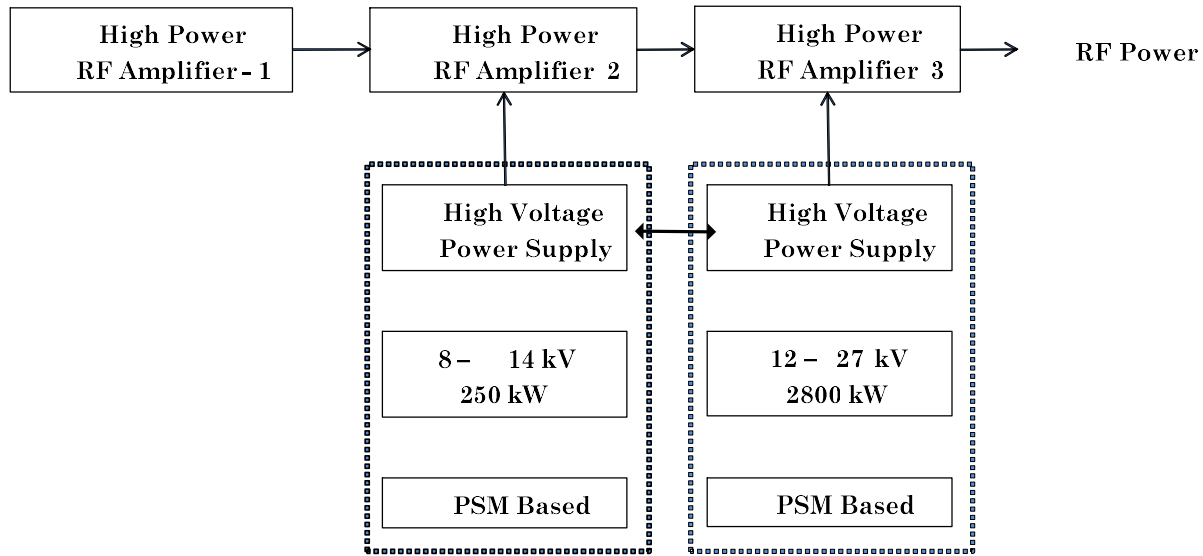 High Power
RF Amplifier-1
High Power
RF Amplifier 2
High Power
RF Amplifier 3
RF Power
High Voltage
Power Supply
High Voltage
Power Supply
8 – 14 kV
250 kW
12 – 27 kV
2800 kW
PSM Based
PSM Based